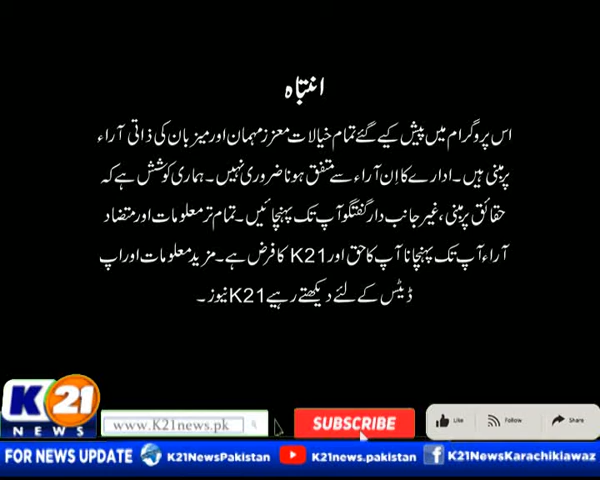 انتباہ
اس پروگرام میں پیش کیے گئے تمام خیالات معزز مہمان اور میزبان کی ذاتی آراء
پر مبنی ہیں۔ ادارے کا اِن آراء سے متفق ہونا ضروری نہیں۔ ہماری کوشش ہے کہ
حقائق پر مبنی، غیر جانب دار گفتگو آپ تک پہنچائیں۔ تمام تر معلومات اور متضاد
آراء آپ تک پہنچانا آپ کا حق اور K21 کا فرض ہے۔ مزید معلومات اور اپ
ڈیٹس کے لئے دیکھتے رہیے K21 نیوز۔
K21
NEWS
www.K21news.pk
SUBSCRIBE
Like
Follow
Share
FOR NEWS UPDATE K21NewsPakistan K21news.pakistan K21NewsKarachikiawaz